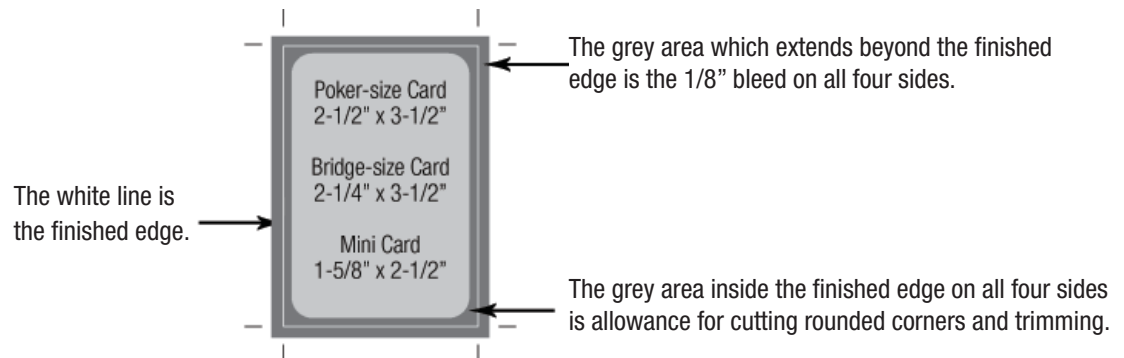 The grey area which extends beyond the finished
edge is the 1/8” bleed on all four sides.
Poker-size Card
2-1/2" x 3-1/2”
Bridge-size Card
2-1/4" x 3-1/2”
Mini Card
1-5/8" x 2-1/2”
The white line is
the finished edge.
The grey area inside the finished edge on all four sides
is allowance for cutting rounded corners and trimming.